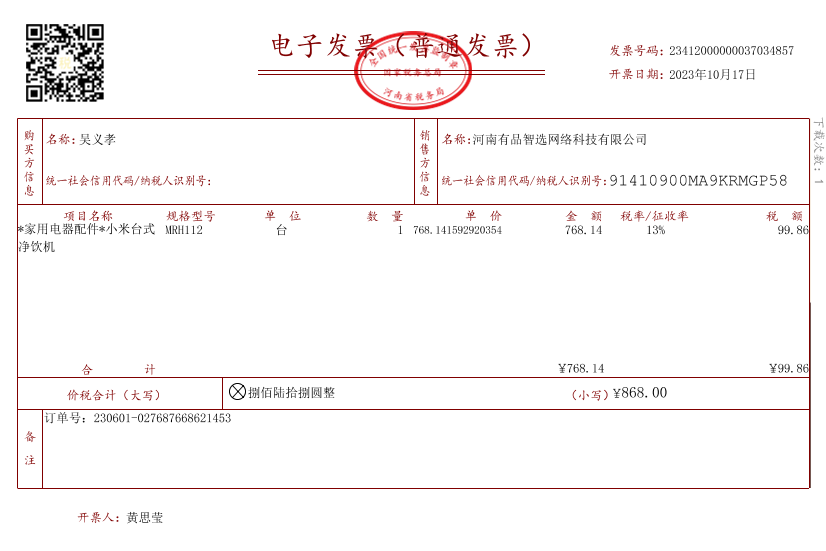 电子发票（普通发票）
全国统一发票监制章
国家税务总局
河南省税务局
发票号码：23412000000037034857
开票日期：2023年10月17日
下载次数：1
购买方信息
名称：吴义孝
统一社会信用代码/纳税人识别号：
销售方信息
名称：河南有品智选网络科技有限公司
统一社会信用代码/纳税人识别号：91410900MA9KRMGP58
项目名称 规格型号 单 位 数 量 单 价 金 额 税率/征收率 税 额
*家用电器配件*小米台式 MRH112 台 1 768.141592920354 768.14 13% 99.86
净饮机
合 计 ¥768.14 ¥99.86
价税合计（大写） 捌佰陆拾捌圆整 （小写）¥868.00
备注
订单号：230601-027687668621453
开票人：黄思莹